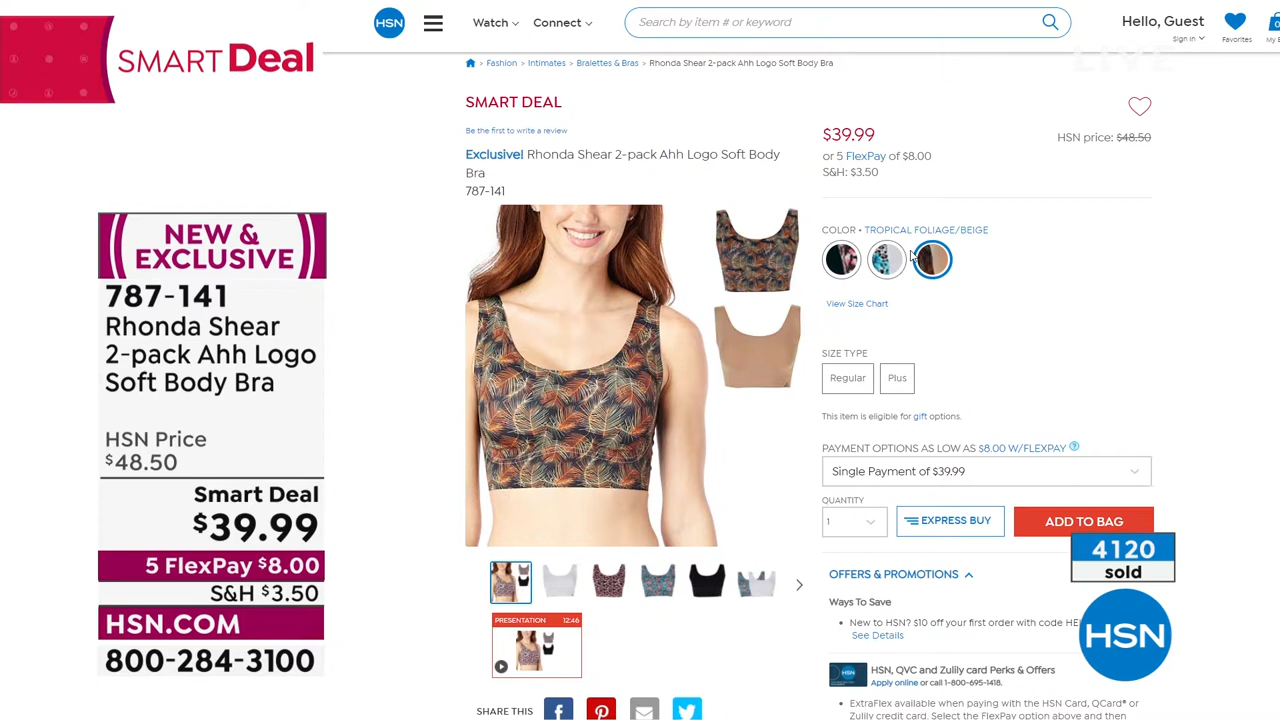 SMART Deal
HSN
Watch
Connect
Search by item # or keyword
Hello, Guest
Sign In
Favorites
0
LIVE
Fashion › Intimates › Bralettes & Bras › Rhonda Shear 2-pack Ahh Logo Soft Body Bra
SMART DEAL
Be the first to write a review
Exclusive! Rhonda Shear 2-pack Ahh Logo Soft Body
Bra
787-141
$39.99
HSN price: $48.50
or 5 FlexPay of $8.00
S&H: $3.50
COLOR • TROPICAL FOLIAGE/BEIGE
View Size Chart
SIZE TYPE
Regular
Plus
This item is eligible for gift options.
PAYMENT OPTIONS AS LOW AS $8.00 W/FLEXPAY ?
Single Payment of $39.99
QUANTITY
1
EXPRESS BUY
ADD TO BAG
OFFERS & PROMOTIONS
Ways To Save
• New to HSN? $10 off your first order with code
See Details
HSN, QVC and Zulily card Perks & Offers
Apply online or call 1-800-695-1418.
• ExtraFlex available when paying with the HSN Card, QCard® or
Zulily credit card. Select the FlexPay option above and then
PRESENTATION 12:46
SHARE THIS
NEW &
EXCLUSIVE
787-141
Rhonda Shear
2-pack Ahh Logo
Soft Body Bra
HSN Price
$48.50
Smart Deal
$39.99
5 FlexPay $8.00
S&H $3.50
HSN.COM
800-284-3100
4120
sold
HSN